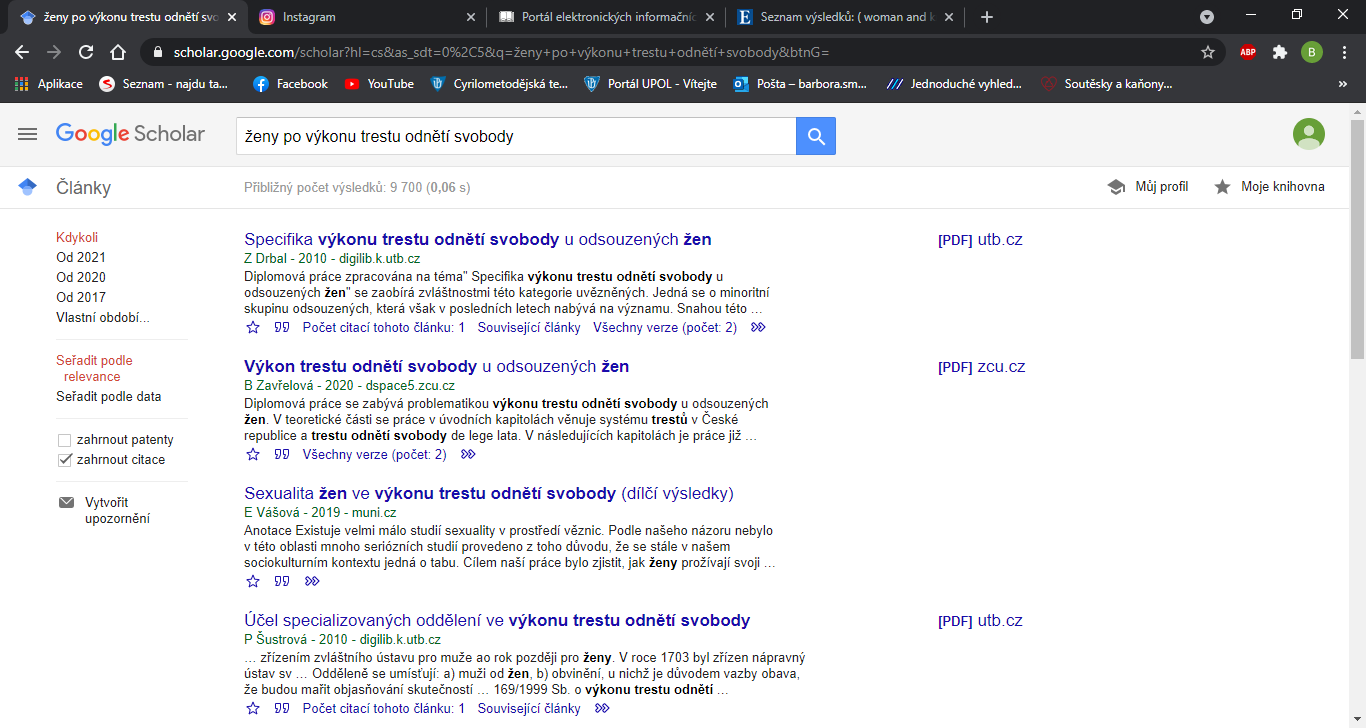 ženy po výkonu trestu odnětí svo
Instagram
Portál elektronických informačníc
Seznam výsledků: ( woman and k
scholar.google.com/scholar?hl=cs&as_sdt=0%2C5&q=ženy+po+výkonu+trestu+odnětí+svobody&btnG=
ABP
B
Aplikace
Seznam - najdu ta...
Facebook
YouTube
Cyrilometodějská te...
Portál UPOL - Vítejte
Pošta – barbora.sm...
Jednoduché vyhled...
Soutěsky a kaňony...
Google Scholar
ženy po výkonu trestu odnětí svobody
Články
Přibližný počet výsledků: 9 700 (0,06 s)
Můj profil
Moje knihovna
Kdykoli
Od 2021
Od 2020
Od 2017
Vlastní období...
Seřadit podle
relevance
Seřadit podle data
zahrnout patenty
zahrnout citace
Vytvořit
upozornění
Specifika výkonu trestu odnětí svobody u odsouzených žen
[PDF] utb.cz
Z Drbal - 2010 - digilib.k.utb.cz
Diplomová práce zpracována na téma" Specifika výkonu trestu odnětí svobody u
odsouzených žen" se zaobírá zvláštnostmi této kategorie uvězněných. Jedná se o minoritní
skupinu odsouzených, která však v posledních letech nabývá na významu. Snahou této ...
Počet citací tohoto článku: 1 Související články Všechny verze (počet: 2)
Výkon trestu odnětí svobody u odsouzených žen
[PDF] zcu.cz
B Zavřelová - 2020 - dspace5.zcu.cz
Diplomová práce se zabývá problematikou výkonu trestu odnětí svobody u odsouzených
žen. V teoretické části se práce v úvodních kapitolách věnuje systému trestů v České
republice a trestu odnětí svobody de lege lata. V následujících kapitolách je práce již ...
Všechny verze (počet: 2)
Sexualita žen ve výkonu trestu odnětí svobody (dílčí výsledky)
E Vášová - 2019 - muni.cz
Anotace Existuje velmi málo studií sexuality v prostředí věznic. Podle našeho názoru nebylo
v této oblasti mnoho seriózních studií provedeno z toho důvodu, že se stále v našem
sociokulturním kontextu jedná o tabu. Cílem naší práce bylo zjistit, jak ženy prožívají svoji ...
Účel specializovaných oddělení ve výkonu trestu odnětí svobody
[PDF] utb.cz
P Šustrová - 2010 - digilib.k.utb.cz
... zřízením zvláštního ústavu pro muže ao rok později pro ženy. V roce 1703 byl zřízen nápravný
ústav sv ... Odděleně se umísťují: a) muži od žen, b) obvinění, u nichž je důvodem vazby obava,
že budou mařit objasňování skutečností ... 169/1999 Sb. o výkonu trestu odnětí ...
Počet citací tohoto článku: 1 Související články